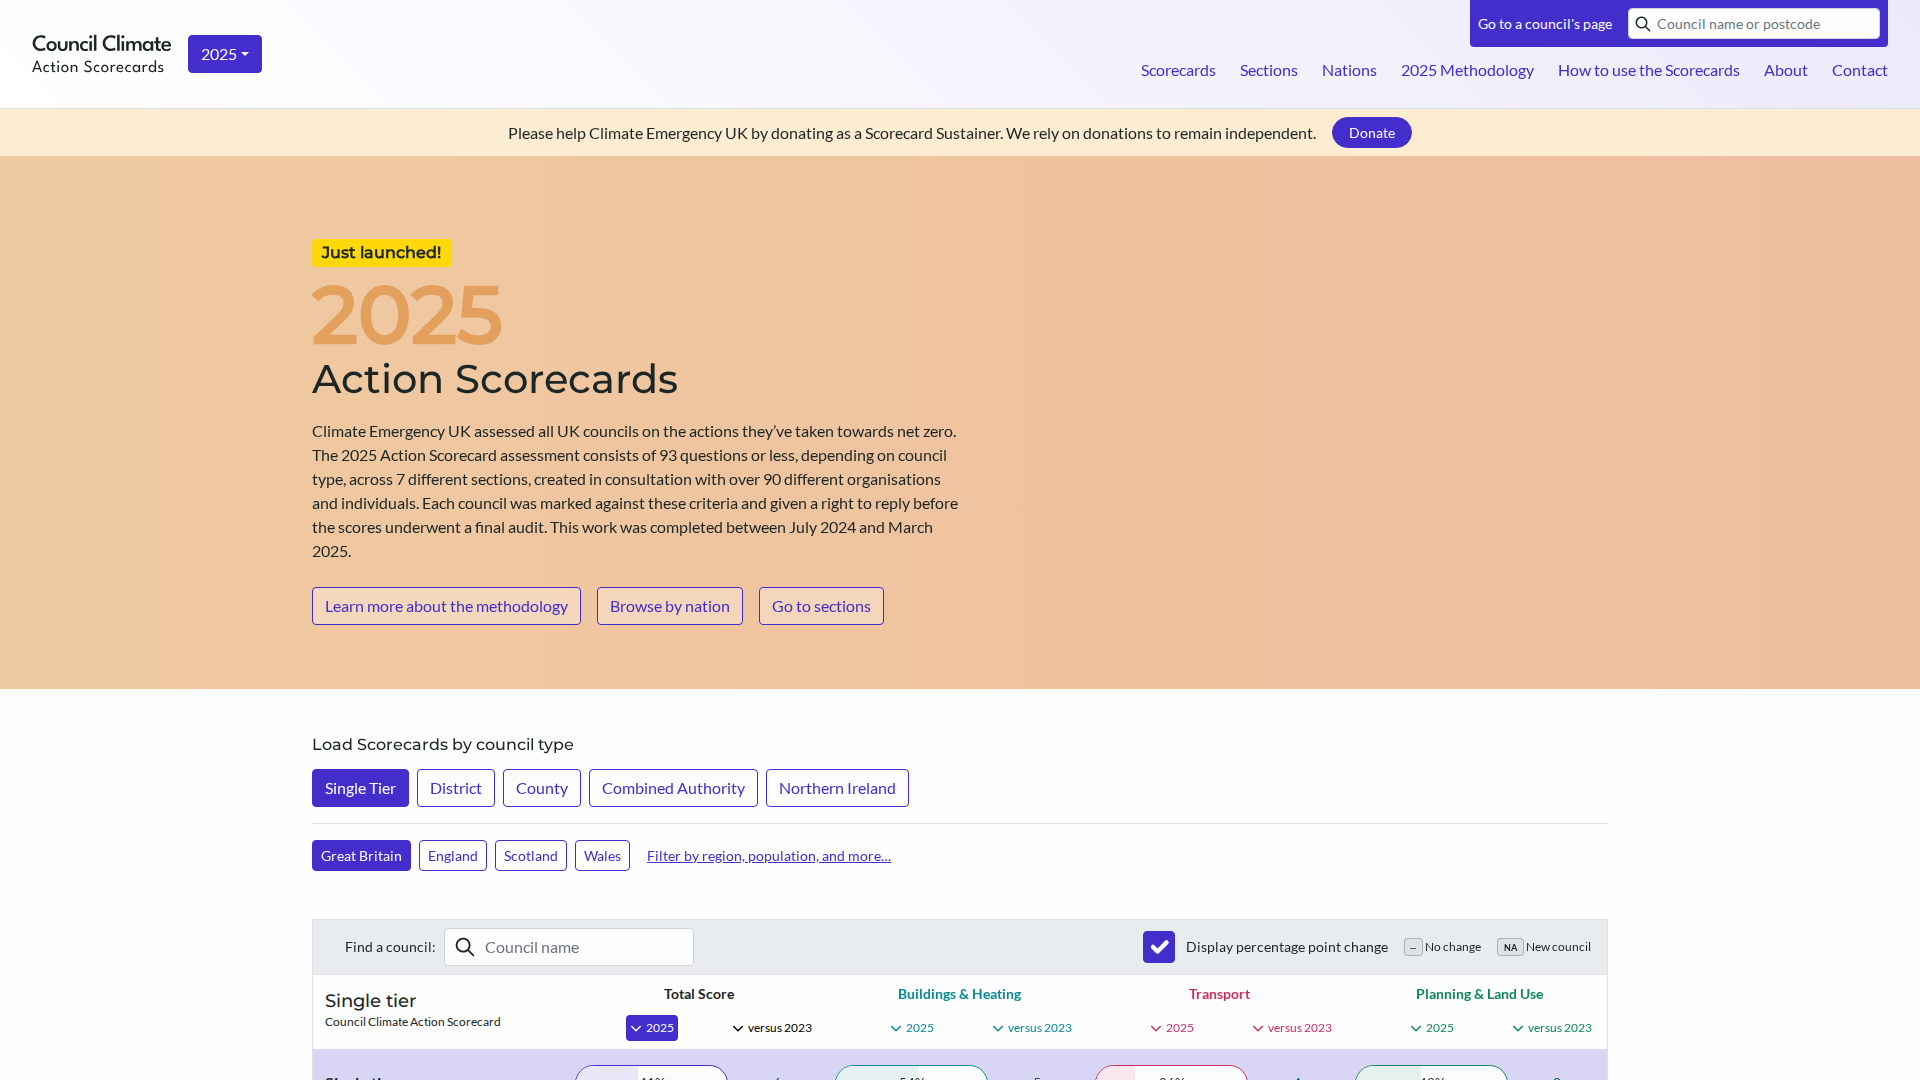 Council Climate
Action Scorecards
2025
Go to a council's page
Council name or postcode
Scorecards
Sections
Nations
2025 Methodology
How to use the Scorecards
About
Contact
Please help Climate Emergency UK by donating as a Scorecard Sustainer. We rely on donations to remain independent.
Donate
Just launched!
2025
Action Scorecards
Climate Emergency UK assessed all UK councils on the actions they’ve taken towards net zero.
The 2025 Action Scorecard assessment consists of 93 questions or less, depending on council
type, across 7 different sections, created in consultation with over 90 different organisations
and individuals. Each council was marked against these criteria and given a right to reply before
the scores underwent a final audit. This work was completed between July 2024 and March
2025.
Learn more about the methodology
Browse by nation
Go to sections
Load Scorecards by council type
Single Tier
District
County
Combined Authority
Northern Ireland
Great Britain
England
Scotland
Wales
Filter by region, population, and more…
Find a council:
Council name
Display percentage point change
-- No change
NA New council
Single tier
Council Climate Action Scorecard
Total Score
Buildings & Heating
Transport
Planning & Land Use
2025
versus 2023
2025
versus 2023
2025
versus 2023
2025
versus 2023